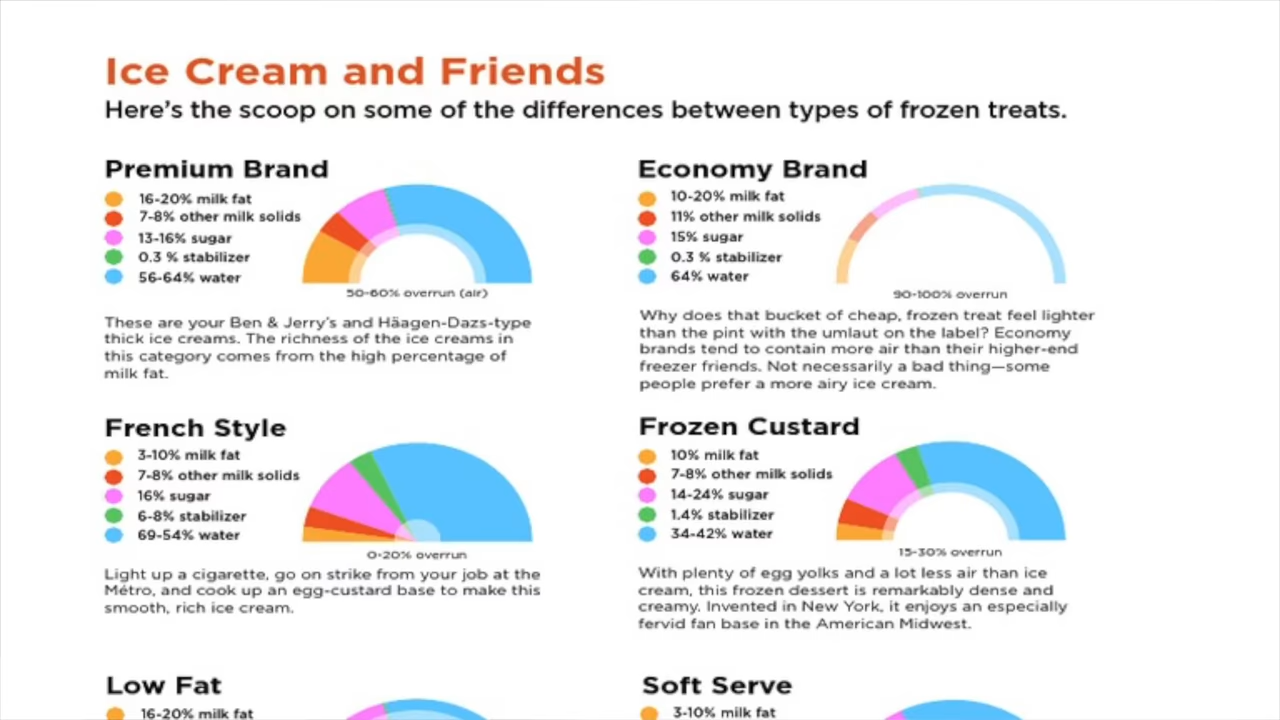 Ice Cream and Friends
Here's the scoop on some of the differences between types of frozen treats.
Premium Brand
16-20% milk fat
7-8% other milk solids
13-16% sugar
0.3 % stabilizer
56-64% water
50-60% overrun (air)
These are your Ben & Jerry's and Häagen-Dazs-type
thick ice creams. The richness of the ice creams in
this category comes from the high percentage of
milk fat.
Economy Brand
10-20% milk fat
11% other milk solids
15% sugar
0.3 % stabilizer
64% water
90-100% overrun
Why does that bucket of cheap, frozen treat feel lighter
than the pint with the umlaut on the label? Economy
brands tend to contain more air than their higher-end
freezer friends. Not necessarily a bad thing—some
people prefer a more airy ice cream.
French Style
3-10% milk fat
7-8% other milk solids
16% sugar
6-8% stabilizer
69-54% water
0-20% overrun
Light up a cigarette, go on strike from your job at the
Métro, and cook up an egg-custard base to make this
smooth, rich ice cream.
Frozen Custard
10% milk fat
7-8% other milk solids
14-24% sugar
1.4% stabilizer
34-42% water
15-30% overrun
With plenty of egg yolks and a lot less air than ice
cream, this frozen dessert is remarkably dense and
creamy. Invented in New York, it enjoys an especially
fervid fan base in the American Midwest.
Low Fat
16-20% milk fat
Soft Serve
3-10% milk fat